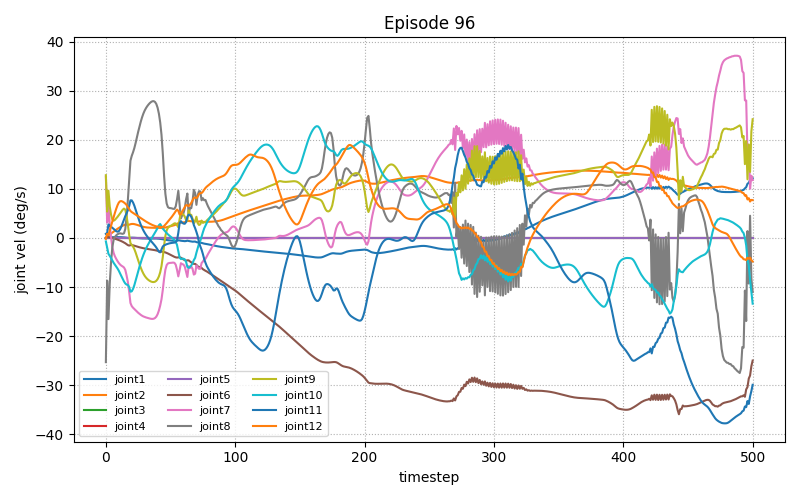 Episode 96
joint vel (deg/s)
40
30
20
10
0
−10
−20
−30
−40
joint1 joint5 joint9
joint2 joint6 joint10
joint3 joint7 joint11
joint4 joint8 joint12
0 100 200 300 400 500
timestep